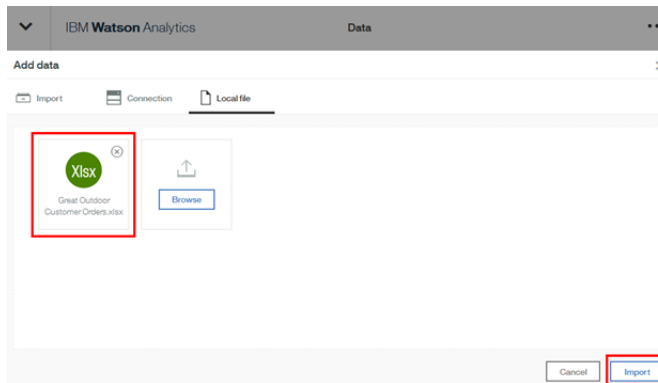 IBM Watson Analytics
Data
Add data
Import
Connection
Local file
Xlsx
Great Outdoor
Customer Orders.xlsx
Browse
Cancel
Import